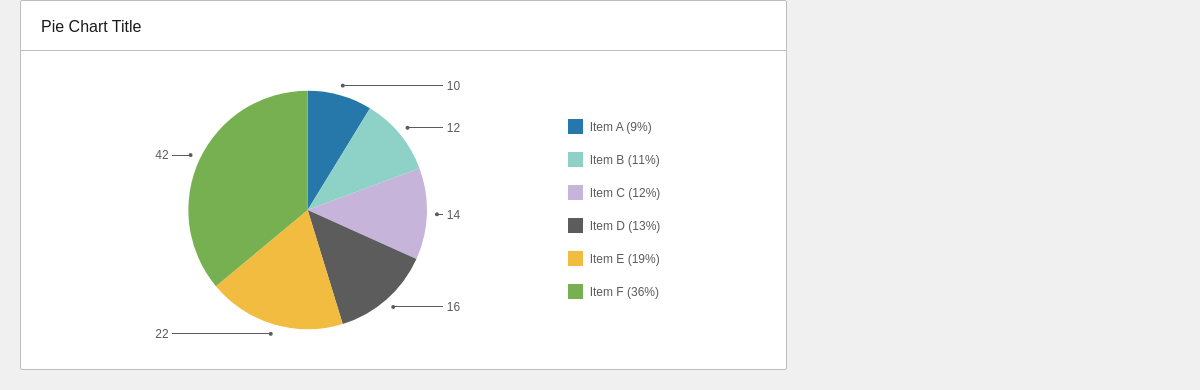 Pie Chart Title
10
12
14
16
22
42
Item A (9%)
Item B (11%)
Item C (12%)
Item D (13%)
Item E (19%)
Item F (36%)